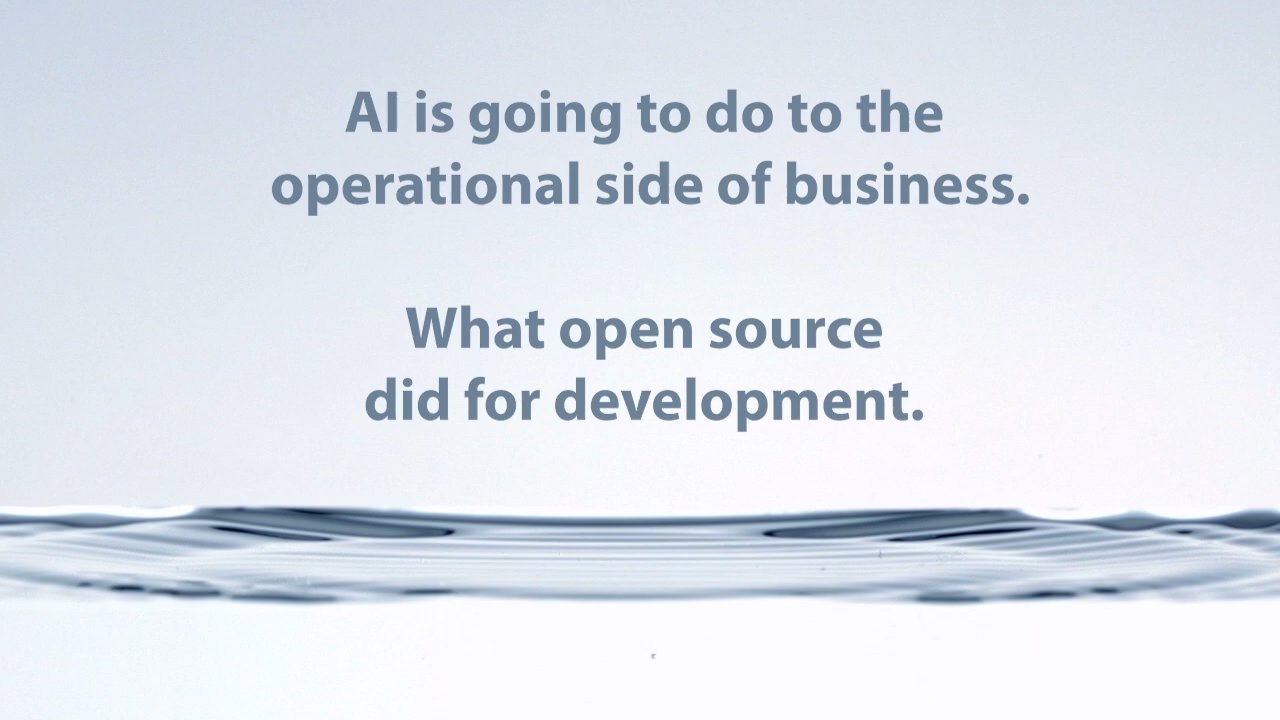 AI is going to do to the
operational side of business.
What open source
did for development.